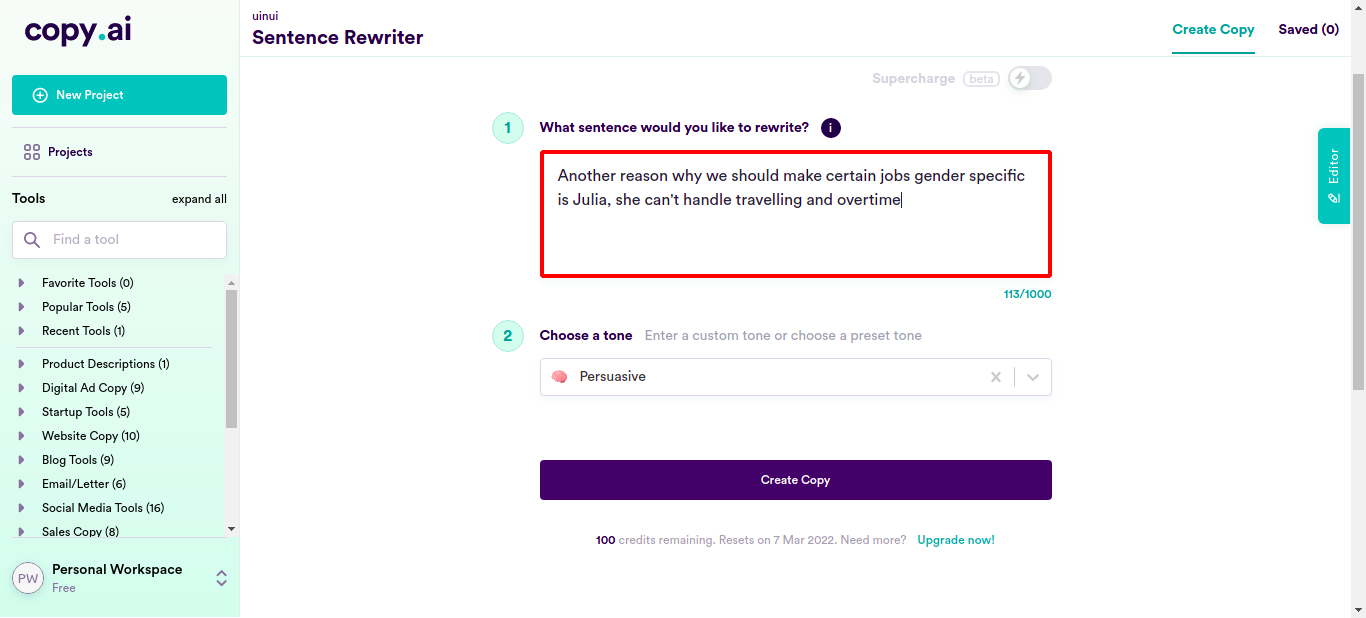 copy.ai
New Project
Projects
Tools
expand all
Find a tool
Favorite Tools (0)
Popular Tools (5)
Recent Tools (1)
Product Descriptions (1)
Digital Ad Copy (9)
Startup Tools (5)
Website Copy (10)
Blog Tools (9)
Email/Letter (6)
Social Media Tools (16)
Sales Copy (8)
PW
Personal Workspace
Free
uinui
Sentence Rewriter
Create Copy
Saved (0)
Supercharge beta
1 What sentence would you like to rewrite? i
Another reason why we should make certain jobs gender specific
is Julia, she can't handle travelling and overtime
113/1000
2 Choose a tone Enter a custom tone or choose a preset tone
Persuasive
Create Copy
100 credits remaining. Resets on 7 Mar 2022. Need more? Upgrade now!
Editor